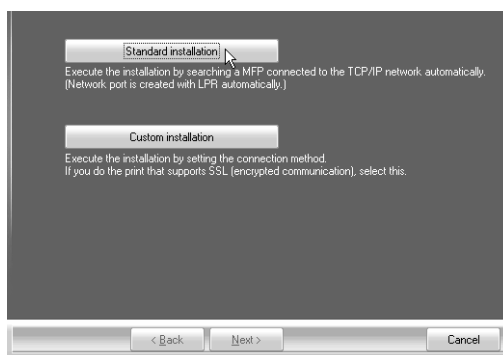 Standard installation
Execute the installation by searching a MFP connected to the TCP/IP network automatically.
(Network port is created with LPR automatically.)
Custom installation
Execute the installation by setting the connection method.
If you do the print that supports SSL (encrypted communication), select this.
< Back
Next >
Cancel